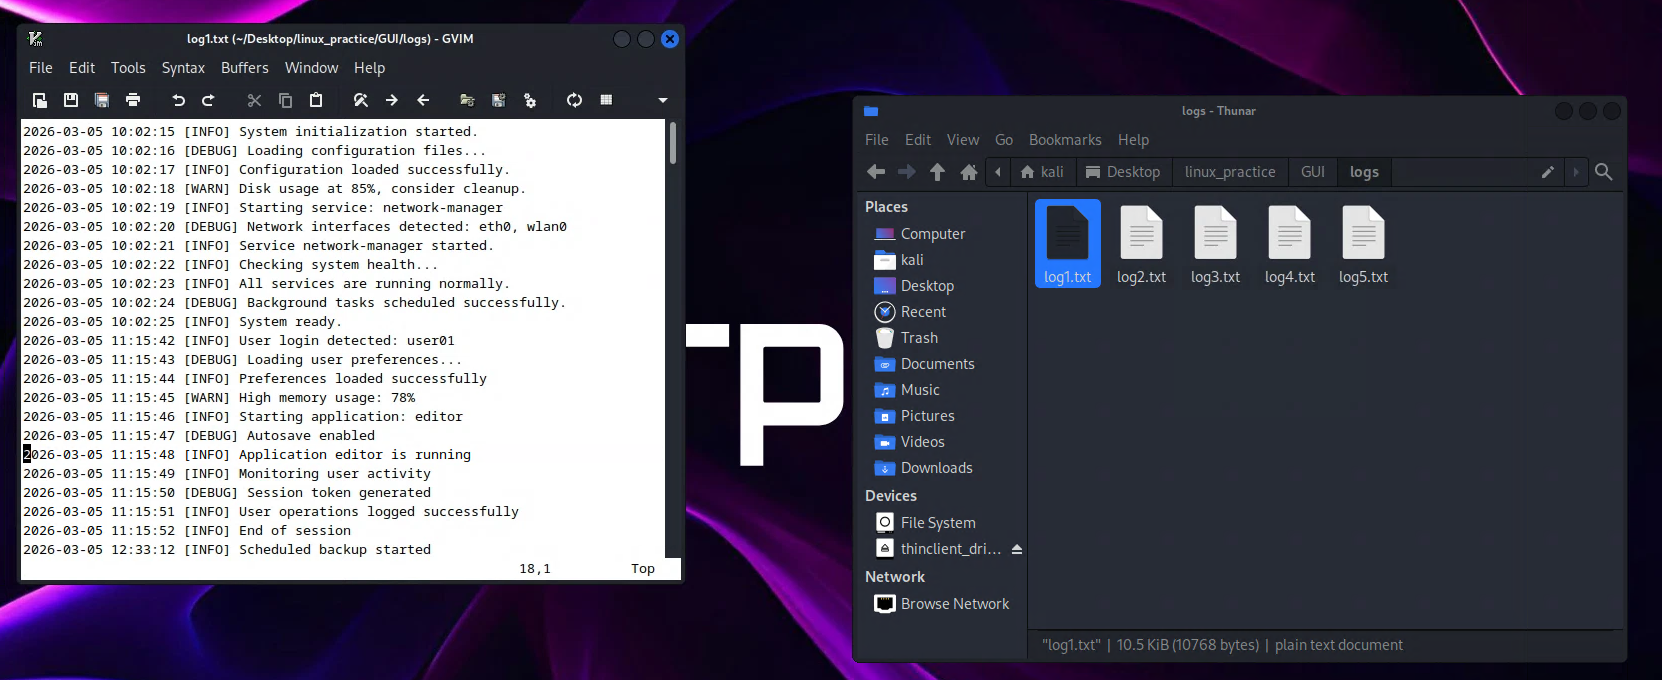 log1.txt (~/Desktop/linux_practice/GUI/logs) - GVIM
File Edit Tools Syntax Buffers Window Help
2026-03-05 10:02:15 [INFO] System initialization started.
2026-03-05 10:02:16 [DEBUG] Loading configuration files...
2026-03-05 10:02:17 [INFO] Configuration loaded successfully.
2026-03-05 10:02:18 [WARN] Disk usage at 85%, consider cleanup.
2026-03-05 10:02:19 [INFO] Starting service: network-manager
2026-03-05 10:02:20 [DEBUG] Network interfaces detected: eth0, wlan0
2026-03-05 10:02:21 [INFO] Service network-manager started.
2026-03-05 10:02:22 [INFO] Checking system health...
2026-03-05 10:02:23 [INFO] All services are running normally.
2026-03-05 10:02:24 [DEBUG] Background tasks scheduled successfully.
2026-03-05 10:02:25 [INFO] System ready.
2026-03-05 11:15:42 [INFO] User login detected: user01
2026-03-05 11:15:43 [DEBUG] Loading user preferences...
2026-03-05 11:15:44 [INFO] Preferences loaded successfully
2026-03-05 11:15:45 [WARN] High memory usage: 78%
2026-03-05 11:15:46 [INFO] Starting application: editor
2026-03-05 11:15:47 [DEBUG] Autosave enabled
2026-03-05 11:15:48 [INFO] Application editor is running
2026-03-05 11:15:49 [INFO] Monitoring user activity
2026-03-05 11:15:50 [DEBUG] Session token generated
2026-03-05 11:15:51 [INFO] User operations logged successfully
2026-03-05 11:15:52 [INFO] End of session
2026-03-05 12:33:12 [INFO] Scheduled backup started
18,1 Top
P
logs - Thunar
File Edit View Go Bookmarks Help
kali Desktop linux_practice GUI logs
Places
Computer
kali
Desktop
Recent
Trash
Documents
Music
Pictures
Videos
Downloads
Devices
File System
thinclient_dri...
Network
Browse Network
log1.txt log2.txt log3.txt log4.txt log5.txt
"log1.txt" | 10.5 KiB (10768 bytes) | plain text document